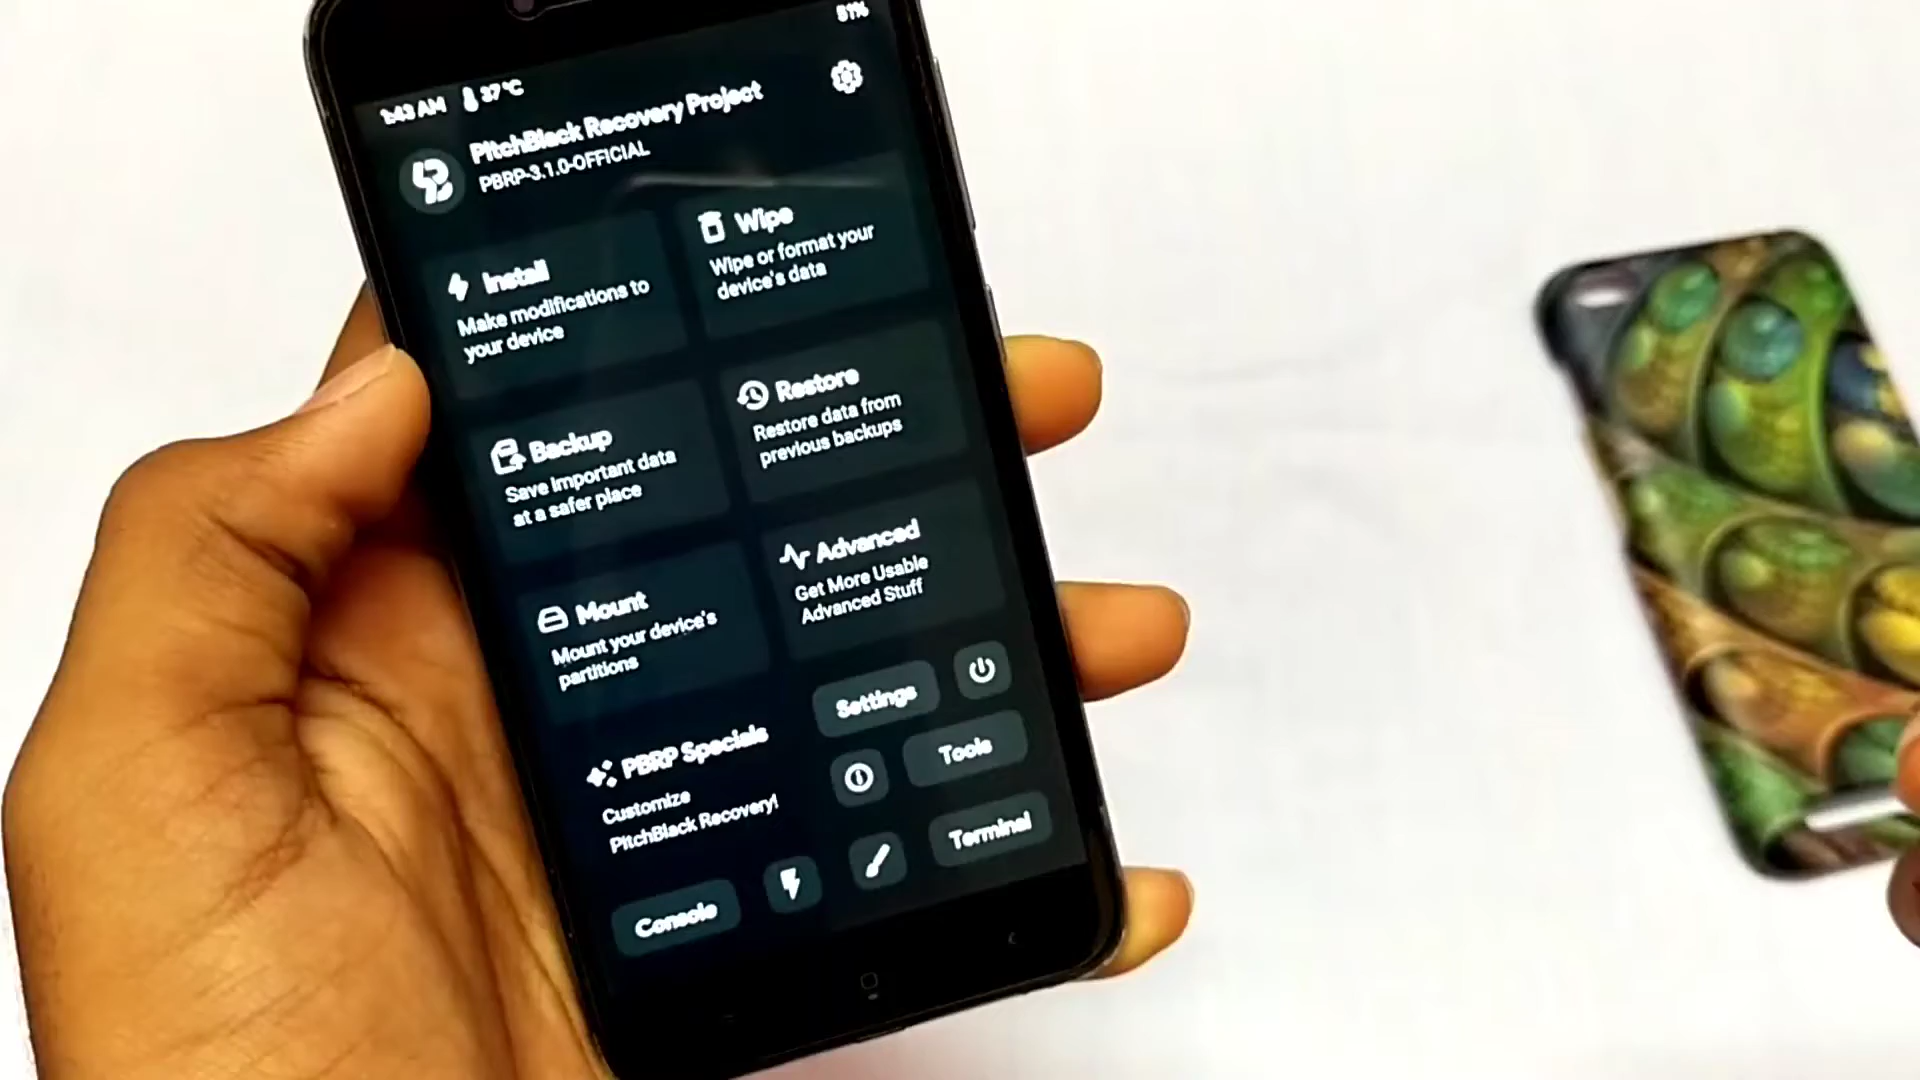 51%
1:43 AM 37°C
PitchBlack Recovery Project
PBRP-3.1.0-OFFICIAL
Install
Make modifications to
your device
Wipe
Wipe or format your
device's data
Backup
Save important data
at a safer place
Restore
Restore data from
previous backups
Mount
Mount your device's
partitions
Advanced
Get More Usable
Advanced Stuff
PBRP Specials
Customize
PitchBlack Recovery!
Settings
Tools
Terminal
Console